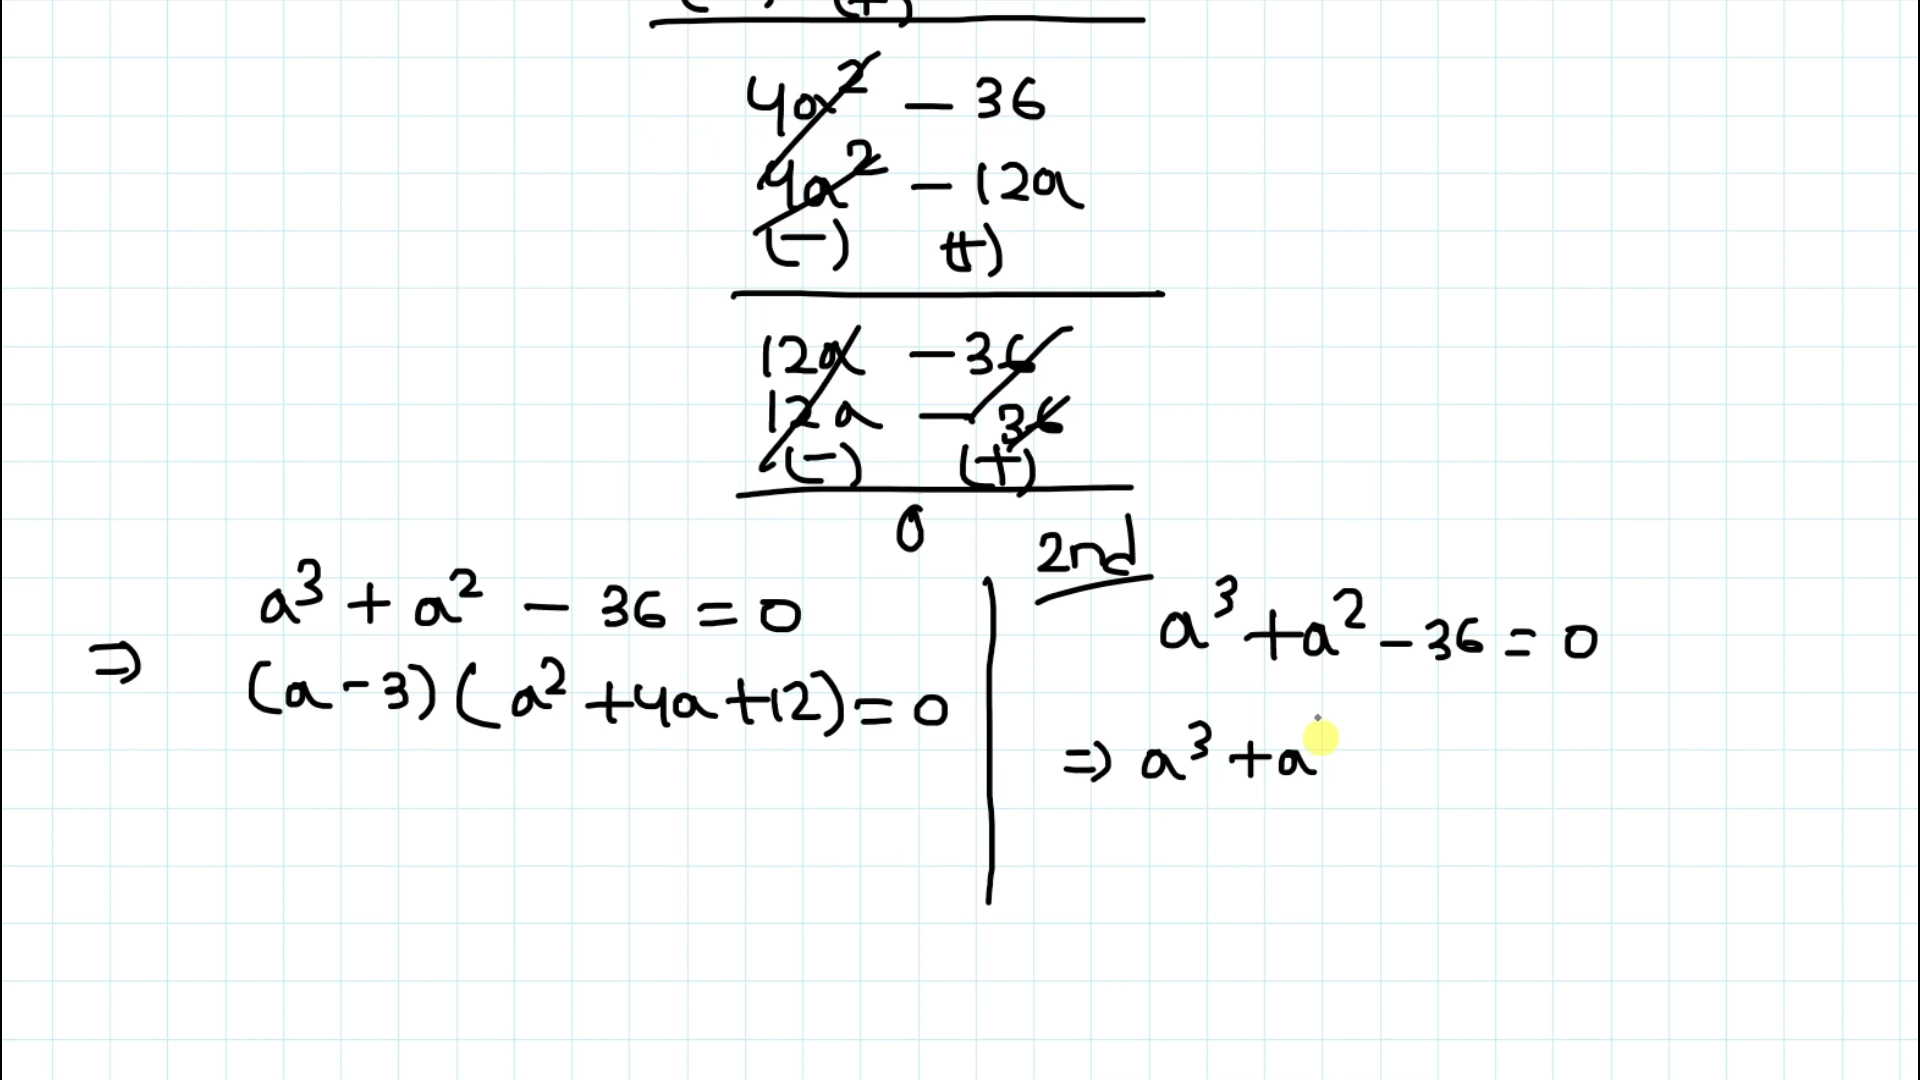 (+)
4a² − 36
4a² − 12a
(−) (+)
12a − 36
12a − 36
(−) (+)
0
a³ + a² − 36 = 0
⇒ (a − 3)(a² + 4a + 12) = 0
2nd
a³ + a² − 36 = 0
⇒ a³ + a